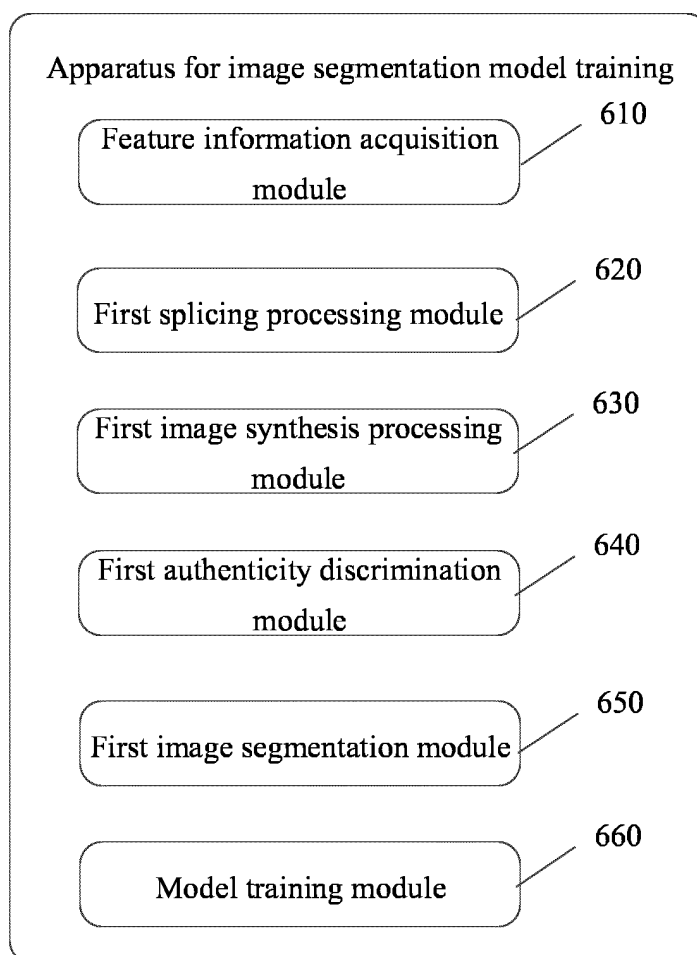 Apparatus for image segmentation model training
610
Feature information acquisition
module
620
First splicing processing module
630
First image synthesis processing
module
640
First authenticity discrimination
module
650
First image segmentation module
660
Model training module